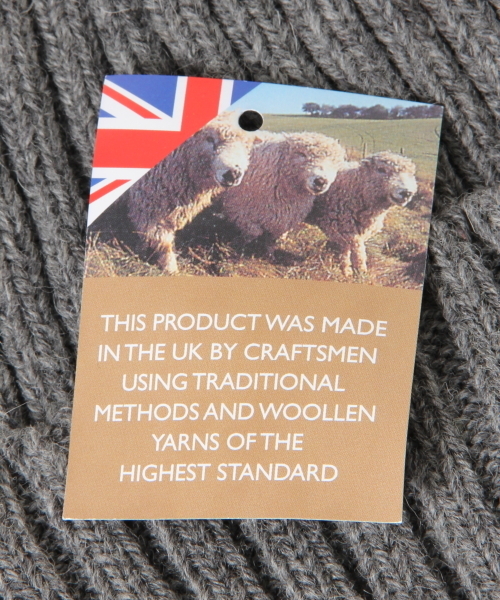 THIS PRODUCT WAS MADE
IN THE UK BY CRAFTSMEN
USING TRADITIONAL
METHODS AND WOOLLEN
YARNS OF THE
HIGHEST STANDARD